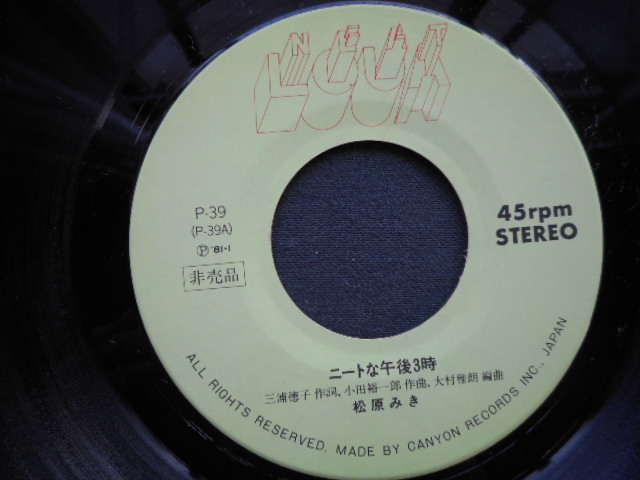 P-39
(P-39A)
Ⓟ '81・1
非売品
45rpm
STEREO
ニートな午後3時
三浦徳子 作詞, 小田裕一郎 作曲, 大村雅朗 編曲
松原みき
ALL RIGHTS RESERVED, MADE BY CANYON RECORDS INC., JAPAN